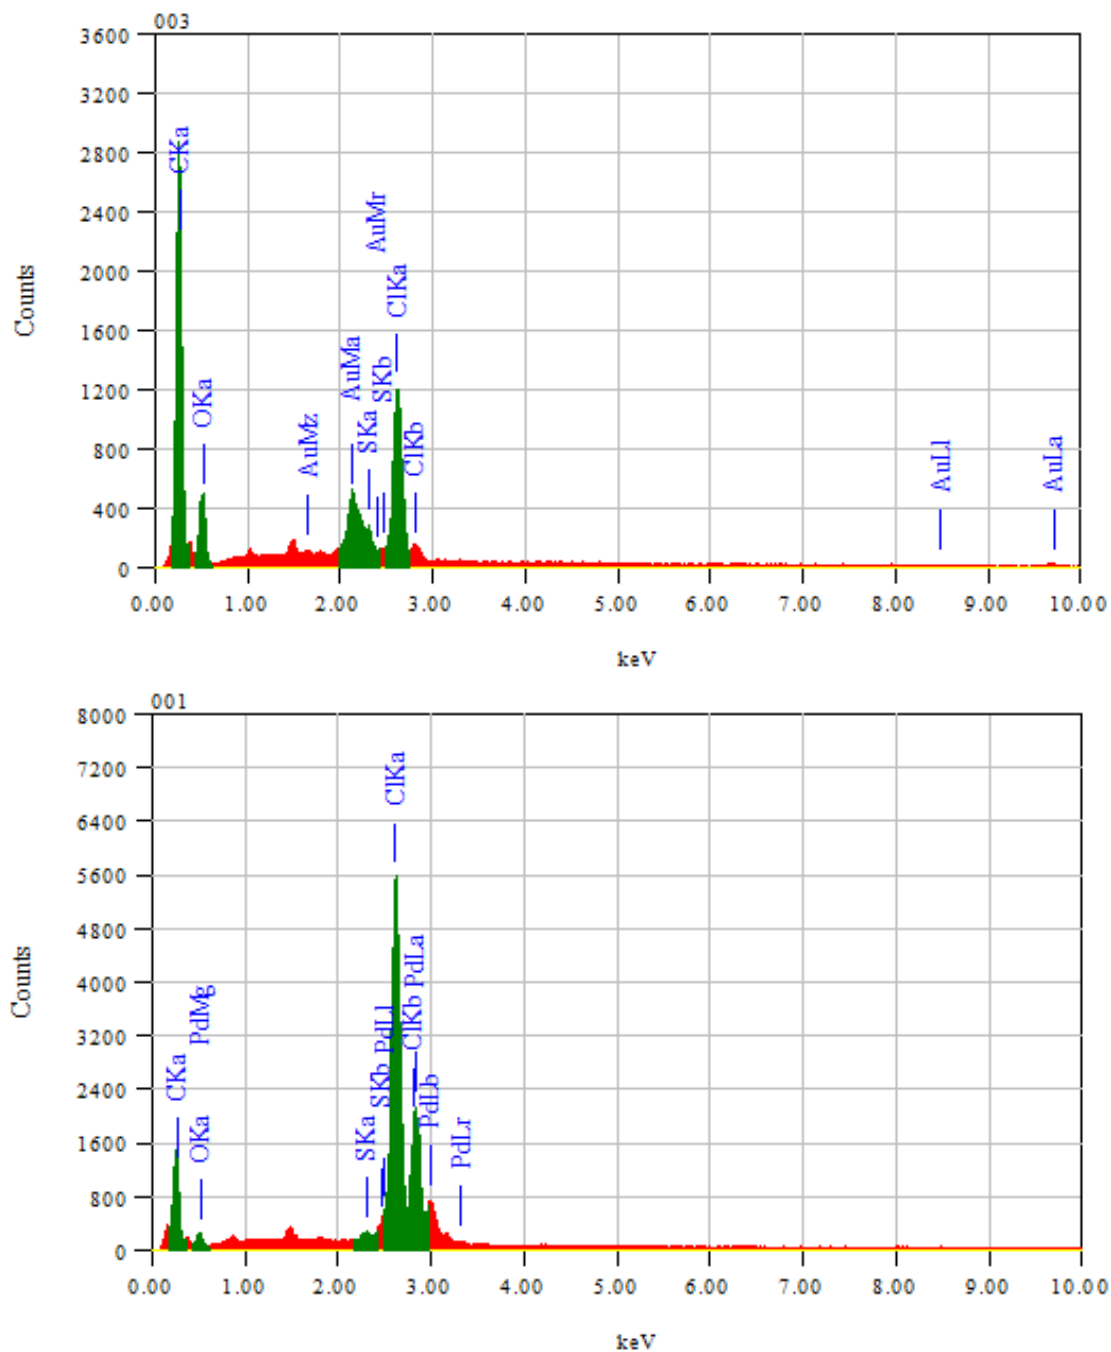 003
3600
3200
2800
2400
2000
1600
1200
800
400
0
Counts
CKa
OKa
AuMz
AuMa
SKa
AuMr
SKb
ClKa
ClKb
AuLl
AuLa
0.00 1.00 2.00 3.00 4.00 5.00 6.00 7.00 8.00 9.00 10.00
keV
001
8000
7200
6400
5600
4800
4000
3200
2400
1600
800
0
Counts
CKa
PdMg
OKa
SKa
SKb PdLl
ClKa
ClKb PdLa
PdLb
PdLr
0.00 1.00 2.00 3.00 4.00 5.00 6.00 7.00 8.00 9.00 10.00
keV